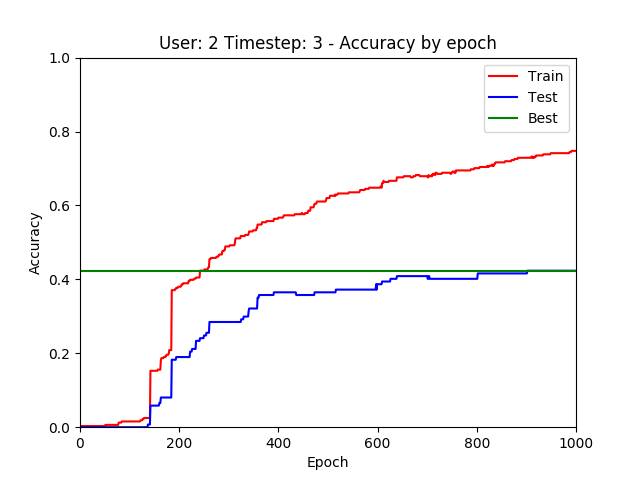 User: 2 Timestep: 3 - Accuracy by epoch
Train
Test
Best
Accuracy
1.0
0.8
0.6
0.4
0.2
0.0
0 200 400 600 800 1000
Epoch